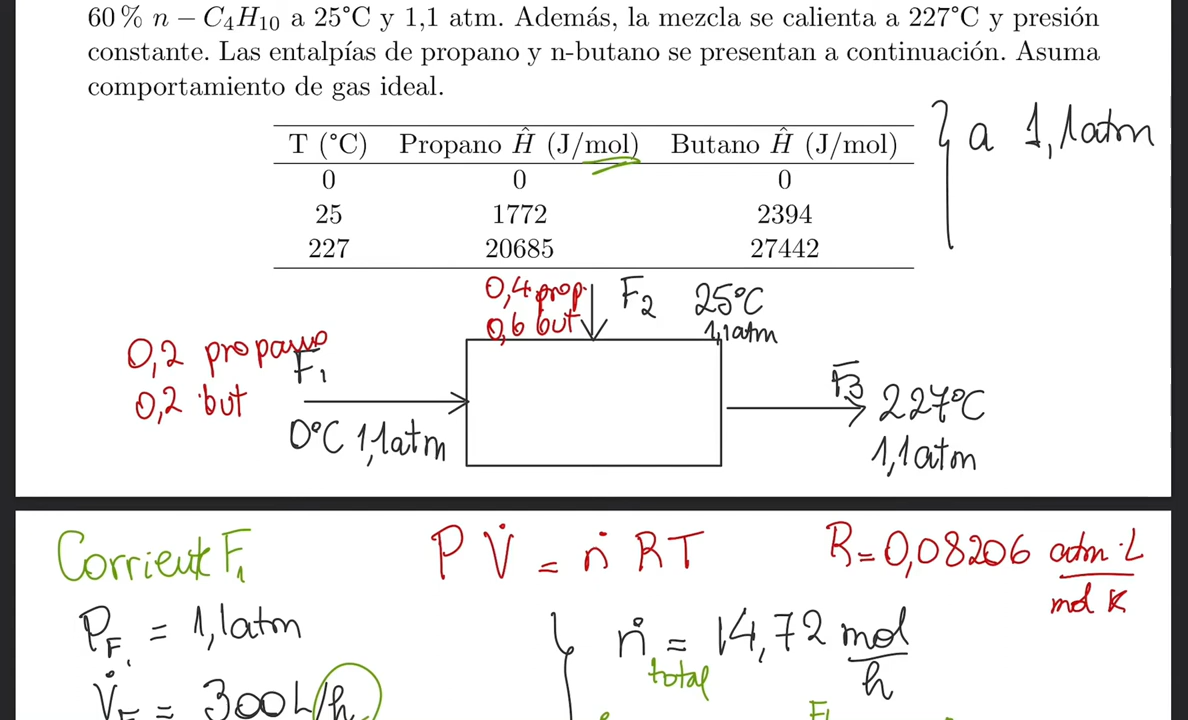 60 % n − C4H10 a 25°C y 1,1 atm. Además, la mezcla se calienta a 227°C y presión
constante. Las entalpías de propano y n-butano se presentan a continuación. Asuma
comportamiento de gas ideal.
T (°C) Propano Ĥ (J/mol) Butano Ĥ (J/mol)
0 0 0
25 1772 2394
227 20685 27442
} a 1,1atm
0,4 prop.
0,6 but
F2 25°C
1,1atm
0,2 propano
0,2 but
F1
0°C 1,1atm
F3 227°C
1,1atm
Corriente F1
P V̇ = ṅ RT
R = 0,08206 atm·L / mol K
PF1 = 1,1atm
ṅ total = 14,72 mol/h
V̇F = 300 L/h
F1